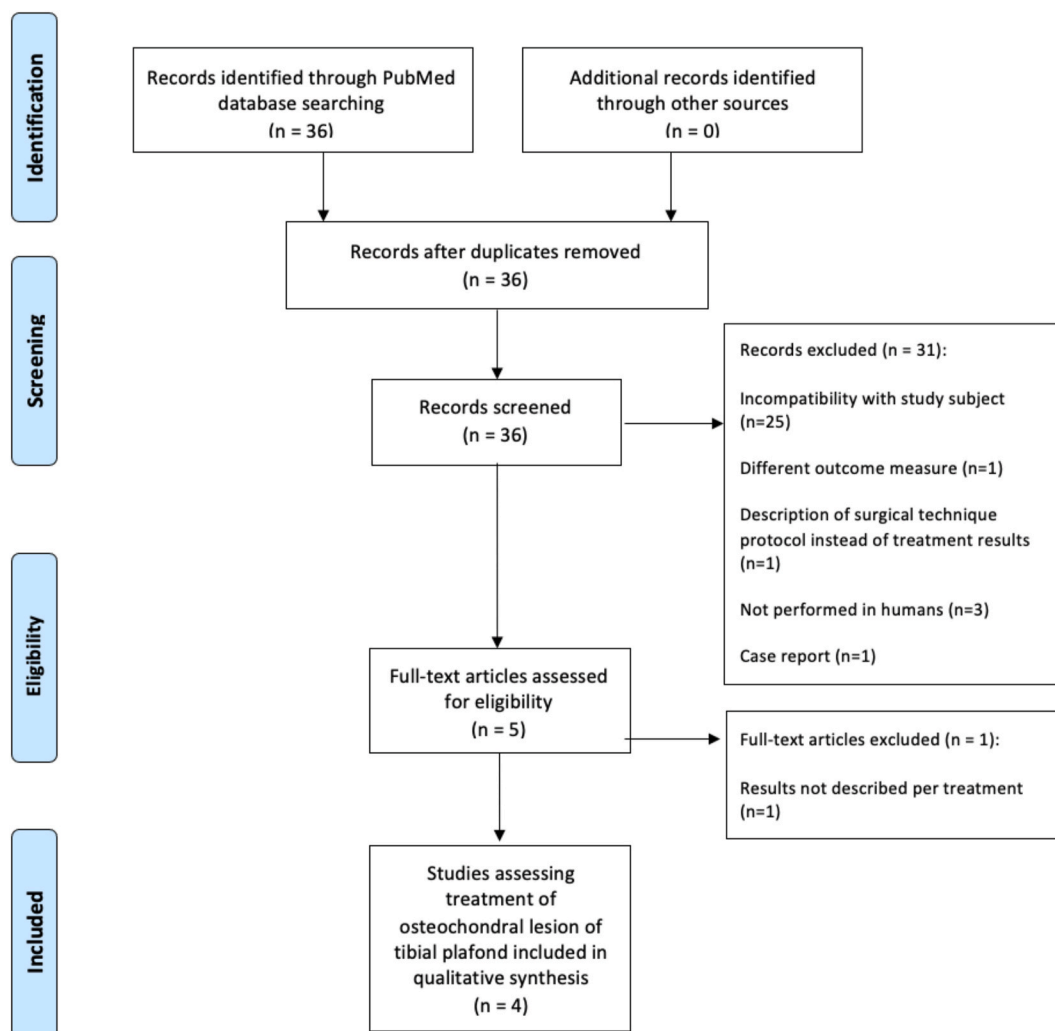 Identification
Records identified through PubMed
database searching
(n = 36)
Additional records identified
through other sources
(n = 0)
Records after duplicates removed
(n = 36)
Screening
Records screened
(n = 36)
Records excluded (n = 31):
Incompatibility with study subject
(n=25)
Different outcome measure (n=1)
Description of surgical technique
protocol instead of treatment results
(n=1)
Not performed in humans (n=3)
Case report (n=1)
Eligibility
Full-text articles assessed
for eligibility
(n = 5)
Full-text articles excluded (n = 1):
Results not described per treatment
(n=1)
Included
Studies assessing
treatment of
osteochondral lesion of
tibial plafond included in
qualitative synthesis
(n = 4)